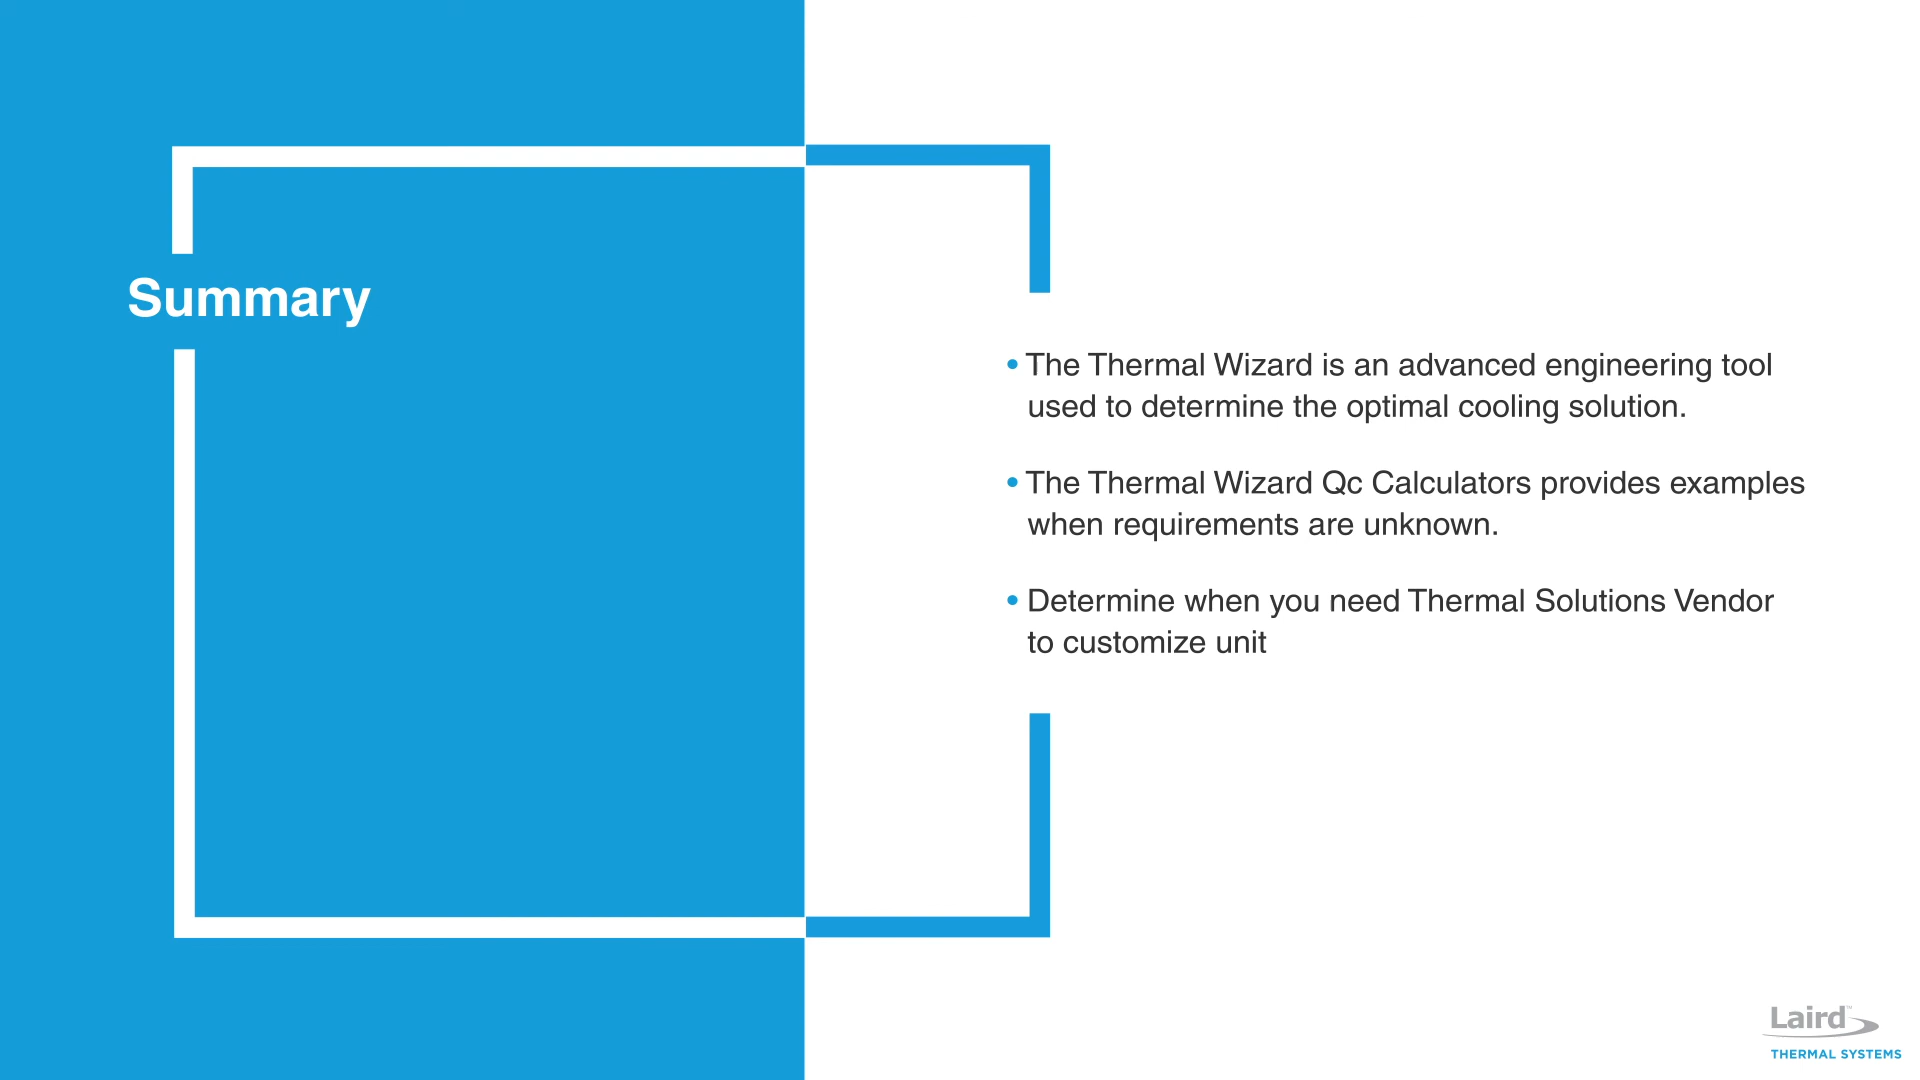 Summary
• The Thermal Wizard is an advanced engineering tool
used to determine the optimal cooling solution.
• The Thermal Wizard Qc Calculators provides examples
when requirements are unknown.
• Determine when you need Thermal Solutions Vendor
to customize unit
Laird™
THERMAL SYSTEMS